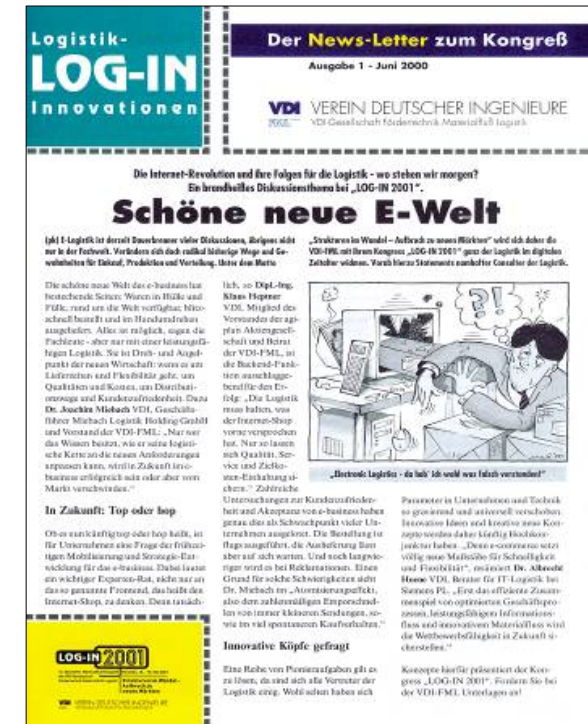 Logistik-
LOG-IN
Innovationen
Der News-Letter zum Kongreß
Ausgabe 1 - Juni 2000
VDI VEREIN DEUTSCHER INGENIEURE
VDI-Gesellschaft Fördertechnik Materialfluß Logistik
Die Internet-Revolution und ihre Folgen für die Logistik - wo stehen wir morgen?
Ein brandheißes Diskussionsthema bei „LOG-IN 2001“.
Schöne neue E-Welt
(pk) E-Logistik ist derzeit Dauerbrenner vieler Diskussionen, übrigens nicht
nur in der Fachwelt. Verändern sich doch radikal bisherige Wege und Ge-
wohnheiten für Einkauf, Produktion und Verteilung. Unter dem Motto
„Strukturen im Wandel – Aufbruch zu neuen Märkten“ wird sich daher die
VDI-FML mit ihrem Kongress „LOG-IN 2001“ ganz der Logistik im digitalen
Zeitalter widmen. Vorab hierzu Statements namhafter Consulter der Logistik.
Die schöne neue Welt des e-business hat
bestechende Seiten: Waren in Hülle und
Fülle, rund um die Welt verfügbar, blitz-
schnell bestellt und im Handumdrehen
ausgeliefert. Alles ist möglich, sagen die
Fachleute - aber nur mit einer leistungsfä-
higen Logistik. Sie ist Dreh- und Angel-
punkt der neuen Wirtschaft: wenn es um
Lieferzeiten und Flexibilität geht, um
Qualitäten und Kosten, um Distributi-
onswege und Kundenzufriedenheit. Dazu
Dr. Joachim Miebach VDI, Geschäfts-
führer Miebach Logistik Holding GmbH
und Vorstand der VDI-FML: „Nur wer
das Wissen besitzt, wie er seine logisti-
sche Kette an die neuen Anforderungen
anpassen kann, wird in Zukunft im e-
business erfolgreich sein oder aber vom
Markt verschwinden.“
In Zukunft: Top oder hop
Ob es nun künftig top oder hop heißt, ist
für Unternehmen eine Frage der frühzei-
tigen Mobilisierung und Strategie-Ent-
wicklung für das e-business. Dabei lautet
ein wichtiger Experten-Rat, nicht nur an
das so genannte Frontend, das heißt den
Internet-Shop, zu denken. Denn tatsäch-
lich, so Dipl.-Ing.
Klaus Heptner
VDI, Mitglied des
Vorstandes der agi-
plan Aktiengesell-
schaft und Beirat
der VDI-FML, ist
die Backend-Funk-
tion ausschlagge-
bend für den Er-
folg: „Die Logistik
muss halten, was
der Internet-Shop
vorne versprochen
hat. Nur so lassen
sich Qualität, Ser-
vice und Zielko-
sten-Einhaltung si-
chern.“ Zahlreiche
Untersuchungen zur Kundenzufrieden-
heit und Akzeptanz von e-business haben
genau dies als Schwachpunkt vieler Un-
ternehmen ausgelotet. Die Bestellung ist
flugs ausgeführt, die Auslieferung lässt
aber auf sich warten. Und noch langwie-
riger wird es bei Reklamationen. Einen
Grund für solche Schwierigkeiten sieht
Dr. Miebach im „Atomisierungseffekt,
also dem zahlenmäßigen Emporschnel-
len von immer kleineren Sendungen, so-
wie im viel spontaneren Kaufverhalten.“
Innovative Köpfe gefragt
Eine Reihe von Pionieraufgaben gilt es
zu lösen, da sind sich alle Vertreter der
Logistik einig. Wohl selten haben sich
?!
„Electronic Logistics - da hab' ich wohl was falsch verstanden!“
Parameter in Unternehmen und Technik
so gravierend und universell verschoben.
Innovative Ideen und kreative neue Kon-
zepte werden daher künftig Hochkon-
junktur haben. „Denn e-commerce setzt
völlig neue Maßstäbe für Schnelligkeit
und Flexibilität“, resümiert Dr. Albrecht
VDI, Berater für IT-Logistik bei
Siemens PL. „Erst das effiziente Zusam-
menspiel von optimierten Geschäftspro-
zessen, leistungsfähigem Informations-
fluss und innovativem Materialfluss wird
die Wettbewerbsfähigkeit in Zukunft si-
cherstellen.“
Konzepte hierfür präsentiert der Kon-
gress „LOG-IN 2001“. Fordern Sie bei
der VDI-FML Unterlagen an!
LOG-IN 2001